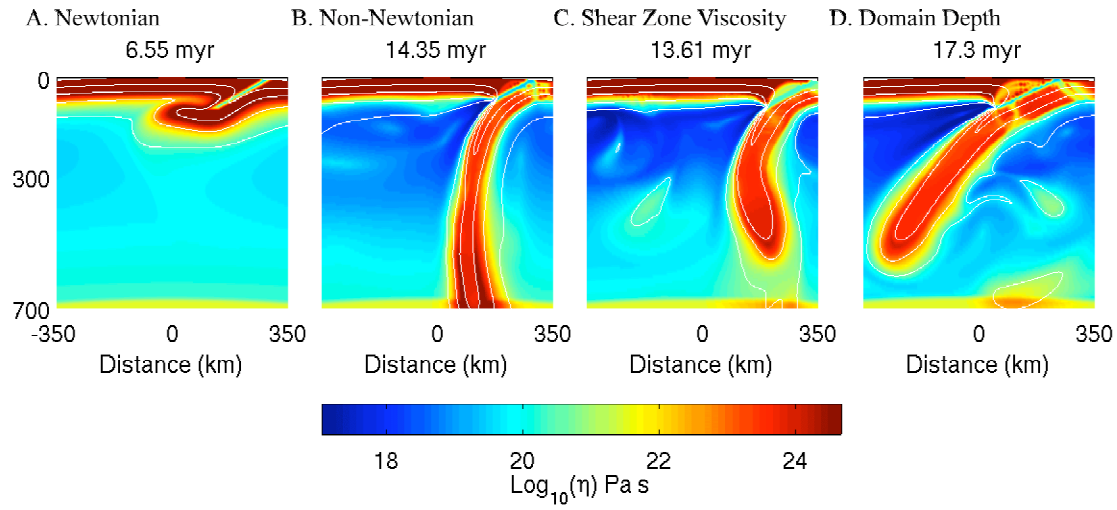 A. Newtonian
B. Non-Newtonian
C. Shear Zone Viscosity
D. Domain Depth
6.55 myr
14.35 myr
13.61 myr
17.3 myr
0
300
700
-350 0 350
0 350
0 350
0 350
Distance (km)
Distance (km)
Distance (km)
Distance (km)
18 20 22 24
Log₁₀(η) Pa s